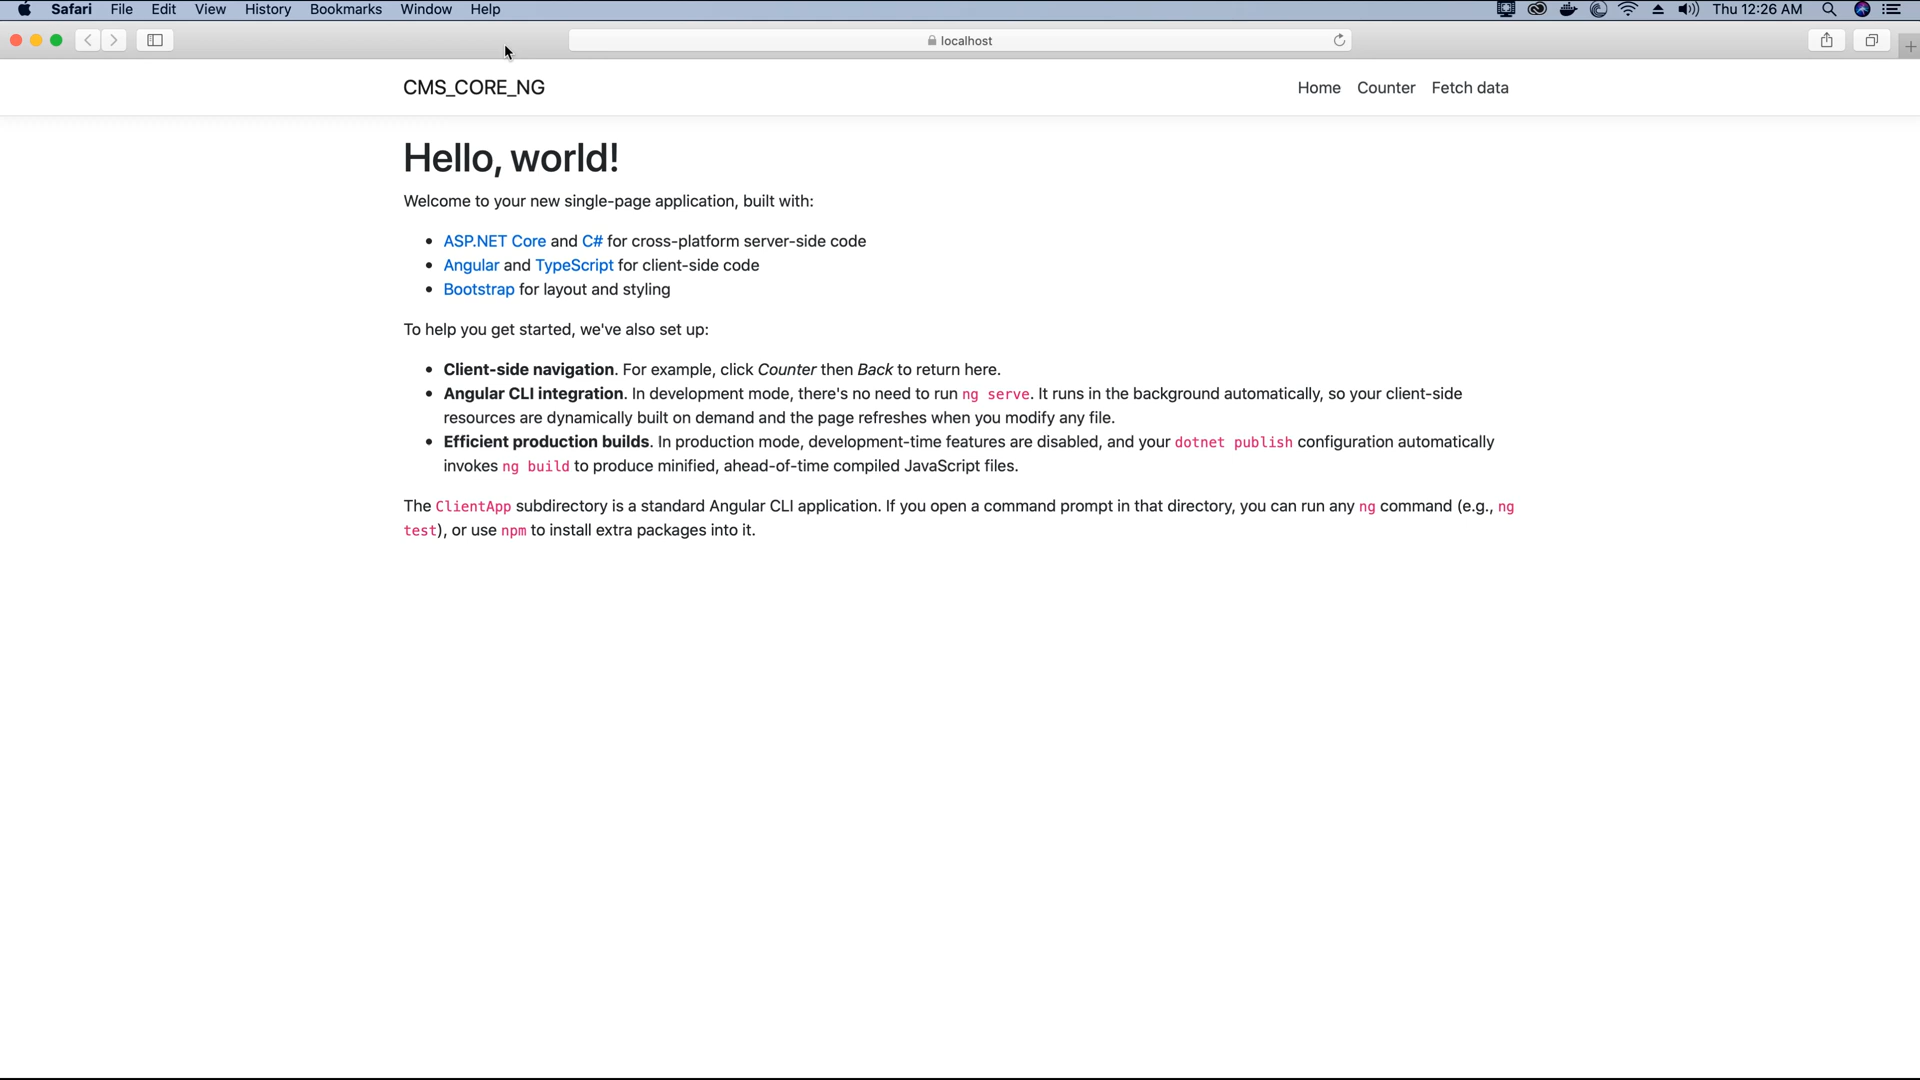 Safari File Edit View History Bookmarks Window Help Thu 12:26 AM
localhost
CMS_CORE_NG Home Counter Fetch data
Hello, world!
Welcome to your new single-page application, built with:
• ASP.NET Core and C# for cross-platform server-side code
• Angular and TypeScript for client-side code
• Bootstrap for layout and styling
To help you get started, we've also set up:
• Client-side navigation. For example, click Counter then Back to return here.
• Angular CLI integration. In development mode, there's no need to run ng serve. It runs in the background automatically, so your client-side
resources are dynamically built on demand and the page refreshes when you modify any file.
• Efficient production builds. In production mode, development-time features are disabled, and your dotnet publish configuration automatically
invokes ng build to produce minified, ahead-of-time compiled JavaScript files.
The ClientApp subdirectory is a standard Angular CLI application. If you open a command prompt in that directory, you can run any ng command (e.g., ng
test), or use npm to install extra packages into it.